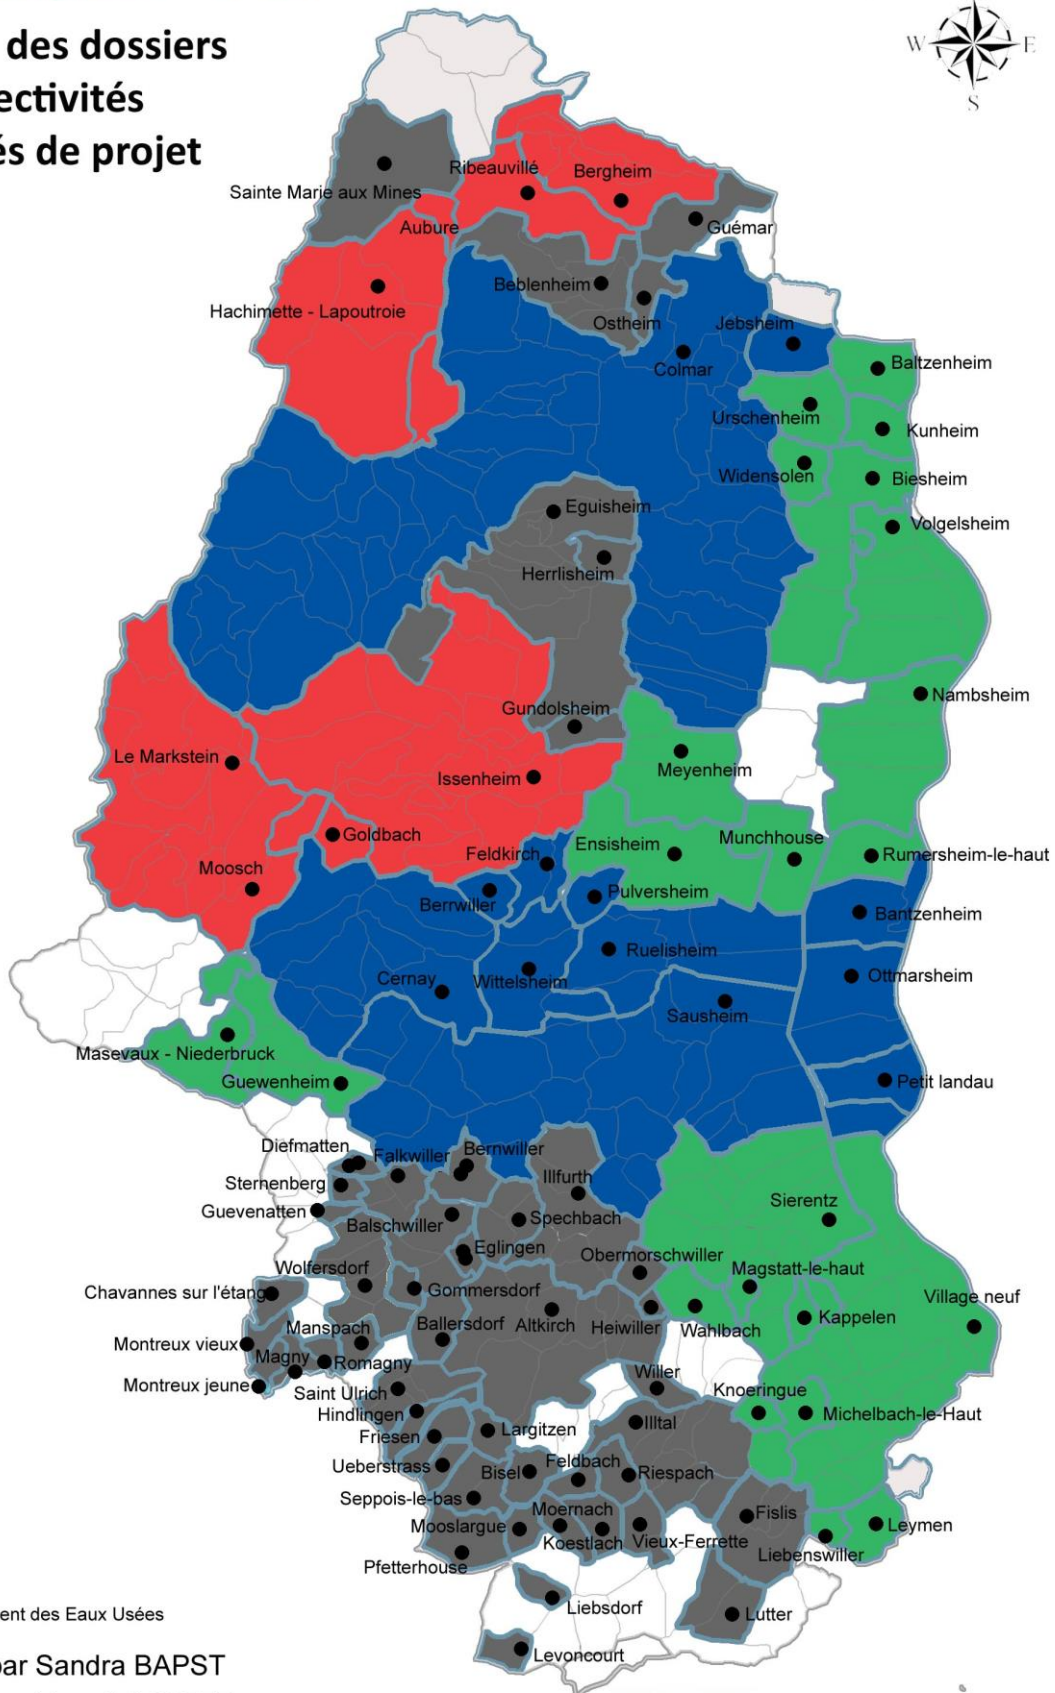 des dossiers
ectivités
és de projet
W E
S
Sainte Marie aux Mines
Ribeauvillé
Bergheim
Aubure
Guémar
Hachimette - Lapoutroie
Beblenheim
Ostheim
Jebsheim
Colmar
Baltzenheim
Urschenheim
Kunheim
Widensolen
Biesheim
Eguisheim
Volgelsheim
Herrlisheim
Nambsheim
Gundolsheim
Le Markstein
Issenheim
Meyenheim
Goldbach
Feldkirch
Ensisheim
Munchhouse
Rumersheim-le-haut
Moosch
Berrwiller
Pulversheim
Bantzenheim
Ruelisheim
Cernay
Wittelsheim
Ottmarsheim
Sausheim
Masevaux - Niederbruck
Guewenheim
Petit landau
Diefmatten
Falkwiller
Bernwiller
Sternenberg
Illfurth
Guevenatten
Balschwiller
Spechbach
Sierentz
Eglingen
Obermorschwiller
Wolfersdorf
Magstatt-le-haut
Chavannes sur l'étang
Gommersdorf
Village neuf
Manspach
Ballersdorf
Altkirch
Heiwiller
Wahlbach
Kappelen
Montreux vieux
Magny
Romagny
Willer
Montreux jeune
Saint Ulrich
Knoeringue
Hindlingen
Illtal
Michelbach-le-Haut
Friesen
Largitzen
Ueberstrass
Bisel
Feldbach
Riespach
Seppois-le-bas
Moernach
Fislis
Mooslargue
Koestlach
Vieux-Ferrette
Leymen
Pfetterhouse
Liebenswiller
Liebsdorf
Lutter
ent des Eaux Usées
Levoncourt
par Sandra BAPST